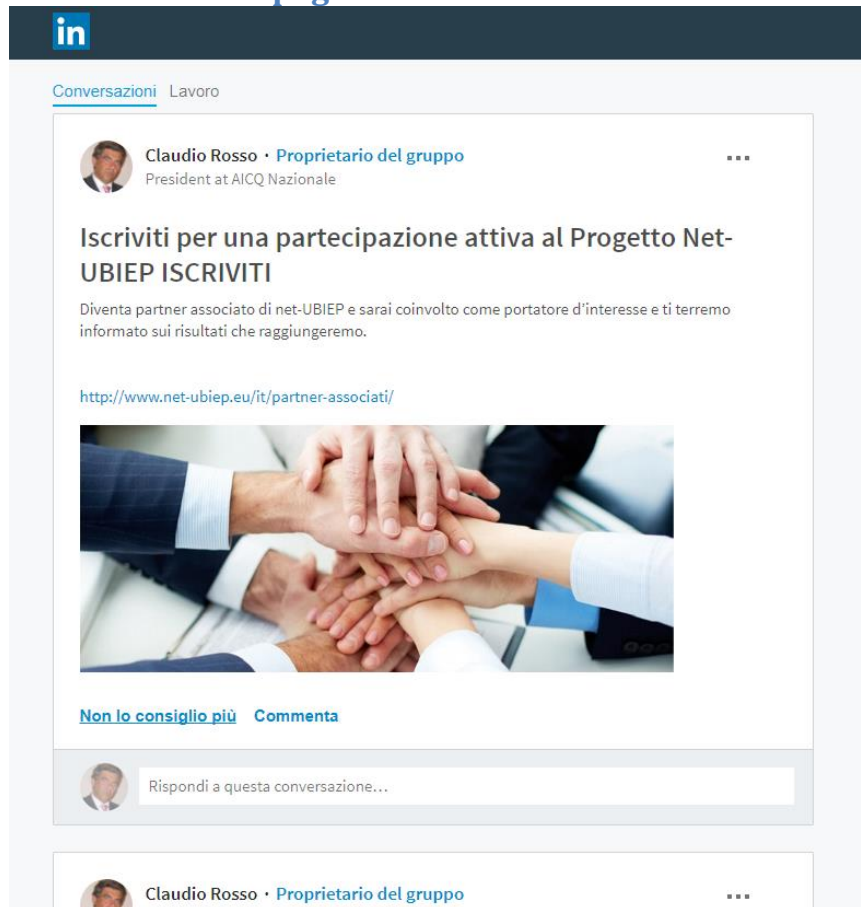 in
Conversazioni Lavoro
Claudio Rosso · Proprietario del gruppo
President at AICQ Nazionale
Iscriviti per una partecipazione attiva al Progetto Net-
UBIEP ISCRIVITI
Diventa partner associato di net-UBIEP e sarai coinvolto come portatore d'interesse e ti terremo
informato sui risultati che raggiungeremo.
http://www.net-ubiep.eu/it/partner-associati/
Non lo consiglio più Commenta
Rispondi a questa conversazione...
Claudio Rosso · Proprietario del gruppo